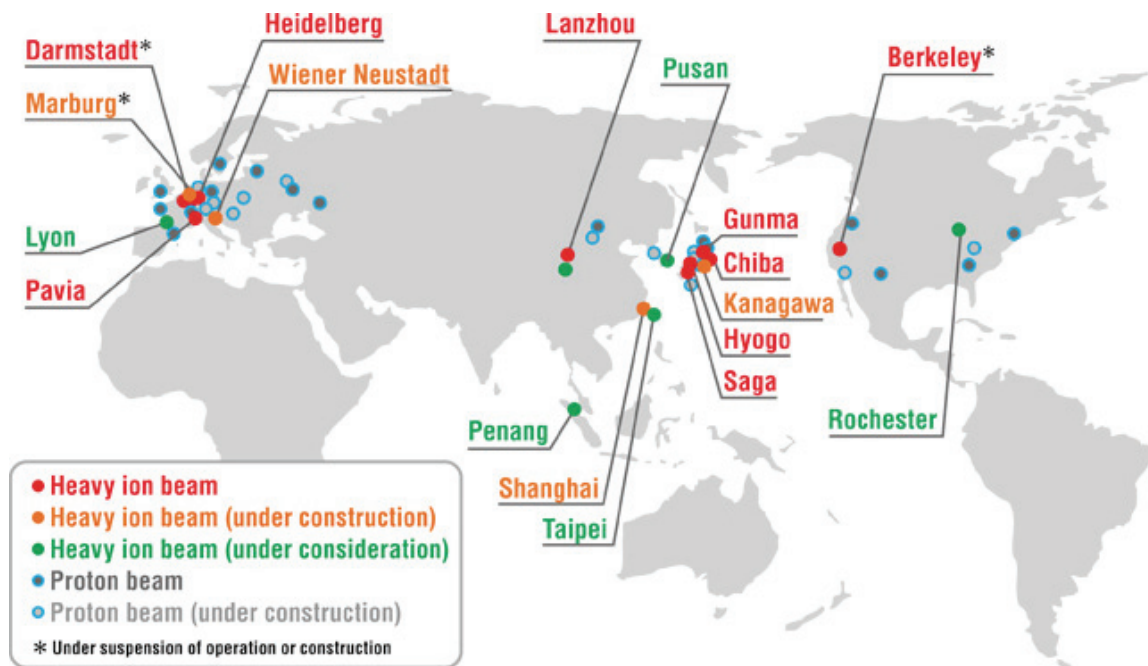 Heidelberg
Lanzhou
Darmstadt*
Berkeley*
Pusan
Wiener Neustadt
Marburg*
Gunma
Lyon
Chiba
Pavia
Kanagawa
Hyogo
Saga
Rochester
Penang
Shanghai
Taipei
Heavy ion beam
Heavy ion beam (under construction)
Heavy ion beam (under consideration)
Proton beam
Proton beam (under construction)
* Under suspension of operation or construction